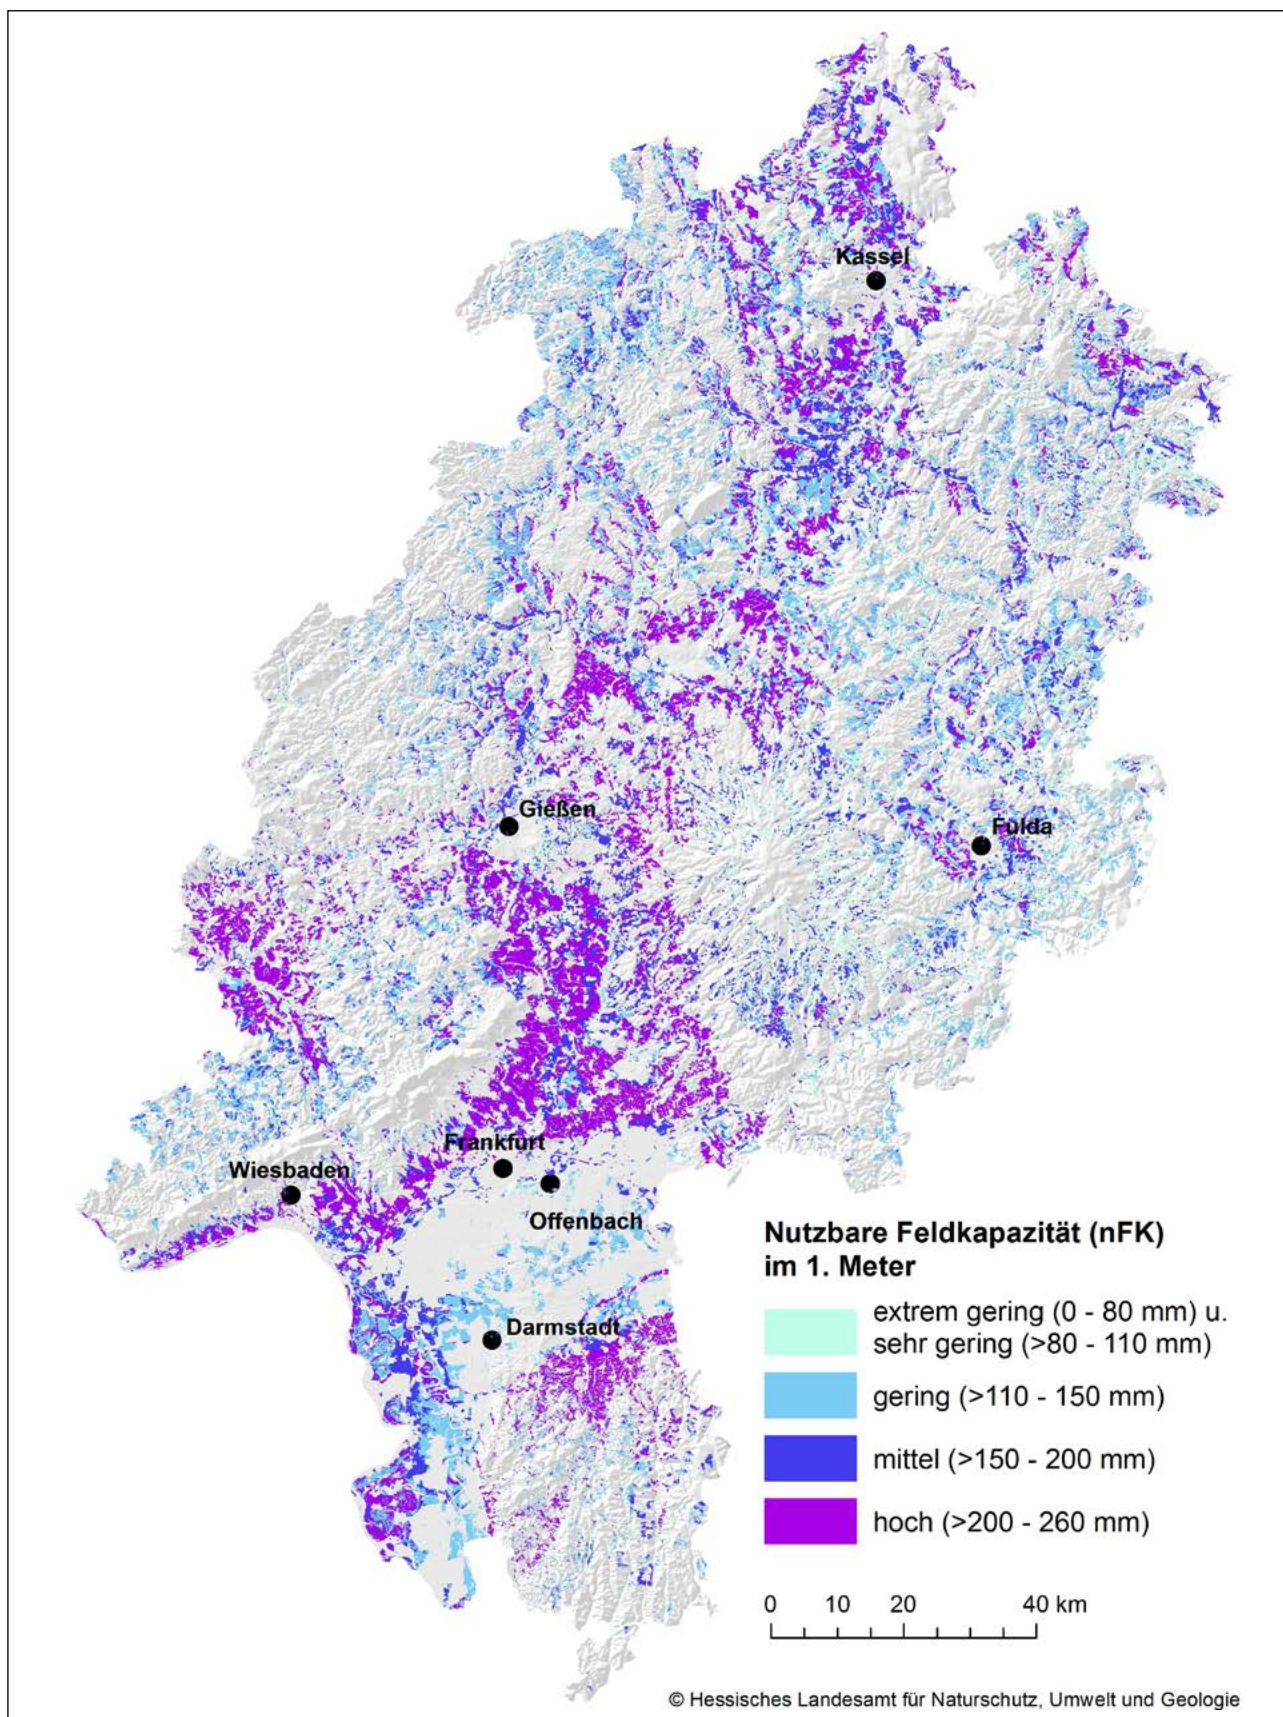 Kassel
Gießen
Fulda
Frankfurt
Wiesbaden
Offenbach
Darmstadt
Nutzbare Feldkapazität (nFK)
im 1. Meter
extrem gering (0 - 80 mm) u.
sehr gering (>80 - 110 mm)
gering (>110 - 150 mm)
mittel (>150 - 200 mm)
hoch (>200 - 260 mm)
0 10 20 40 km
© Hessisches Landesamt für Naturschutz, Umwelt und Geologie